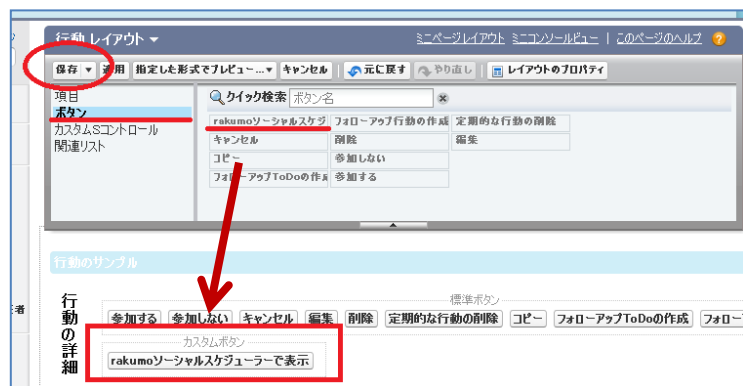 行動 レイアウト ▼ ミニページレイアウト ミニコンソールビュー | このページのヘルプ ?
保存 ▼ 適用 指定した形式でプレビュー...▼ キャンセル 元に戻す やり直し レイアウトのプロパティ
項目
ボタン
カスタムSコントロール
関連リスト
クイック検索 ボタン名
rakumoソーシャルスケジ フォローアップ行動の作成 定期的な行動の削除
キャンセル 削除 編集
コピー 参加しない
フォローアップToDoの作成 参加する
行動のサンプル
行動の詳細
標準ボタン
参加する 参加しない キャンセル 編集 削除 定期的な行動の削除 コピー フォローアップToDoの作成 フォロー
カスタムボタン
rakumoソーシャルスケジューラーで表示
者